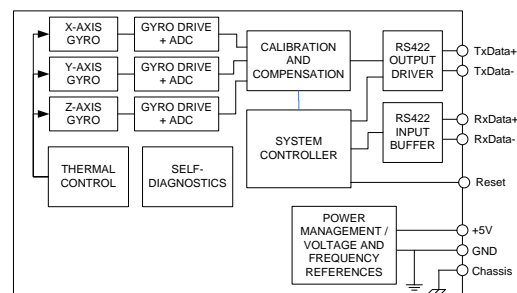 X-AXIS
GYRO
GYRO DRIVE
+ ADC
Y-AXIS
GYRO
GYRO DRIVE
+ ADC
Z-AXIS
GYRO
GYRO DRIVE
+ ADC
CALIBRATION
AND
COMPENSATION
RS422
OUTPUT
DRIVER
TxData+
TxData-
RS422
INPUT
BUFFER
RxData+
RxData-
SYSTEM
CONTROLLER
THERMAL
CONTROL
SELF-
DIAGNOSTICS
Reset
POWER
MANAGEMENT /
VOLTAGE AND
FREQUENCY
REFERENCES
+5V
GND
Chassis